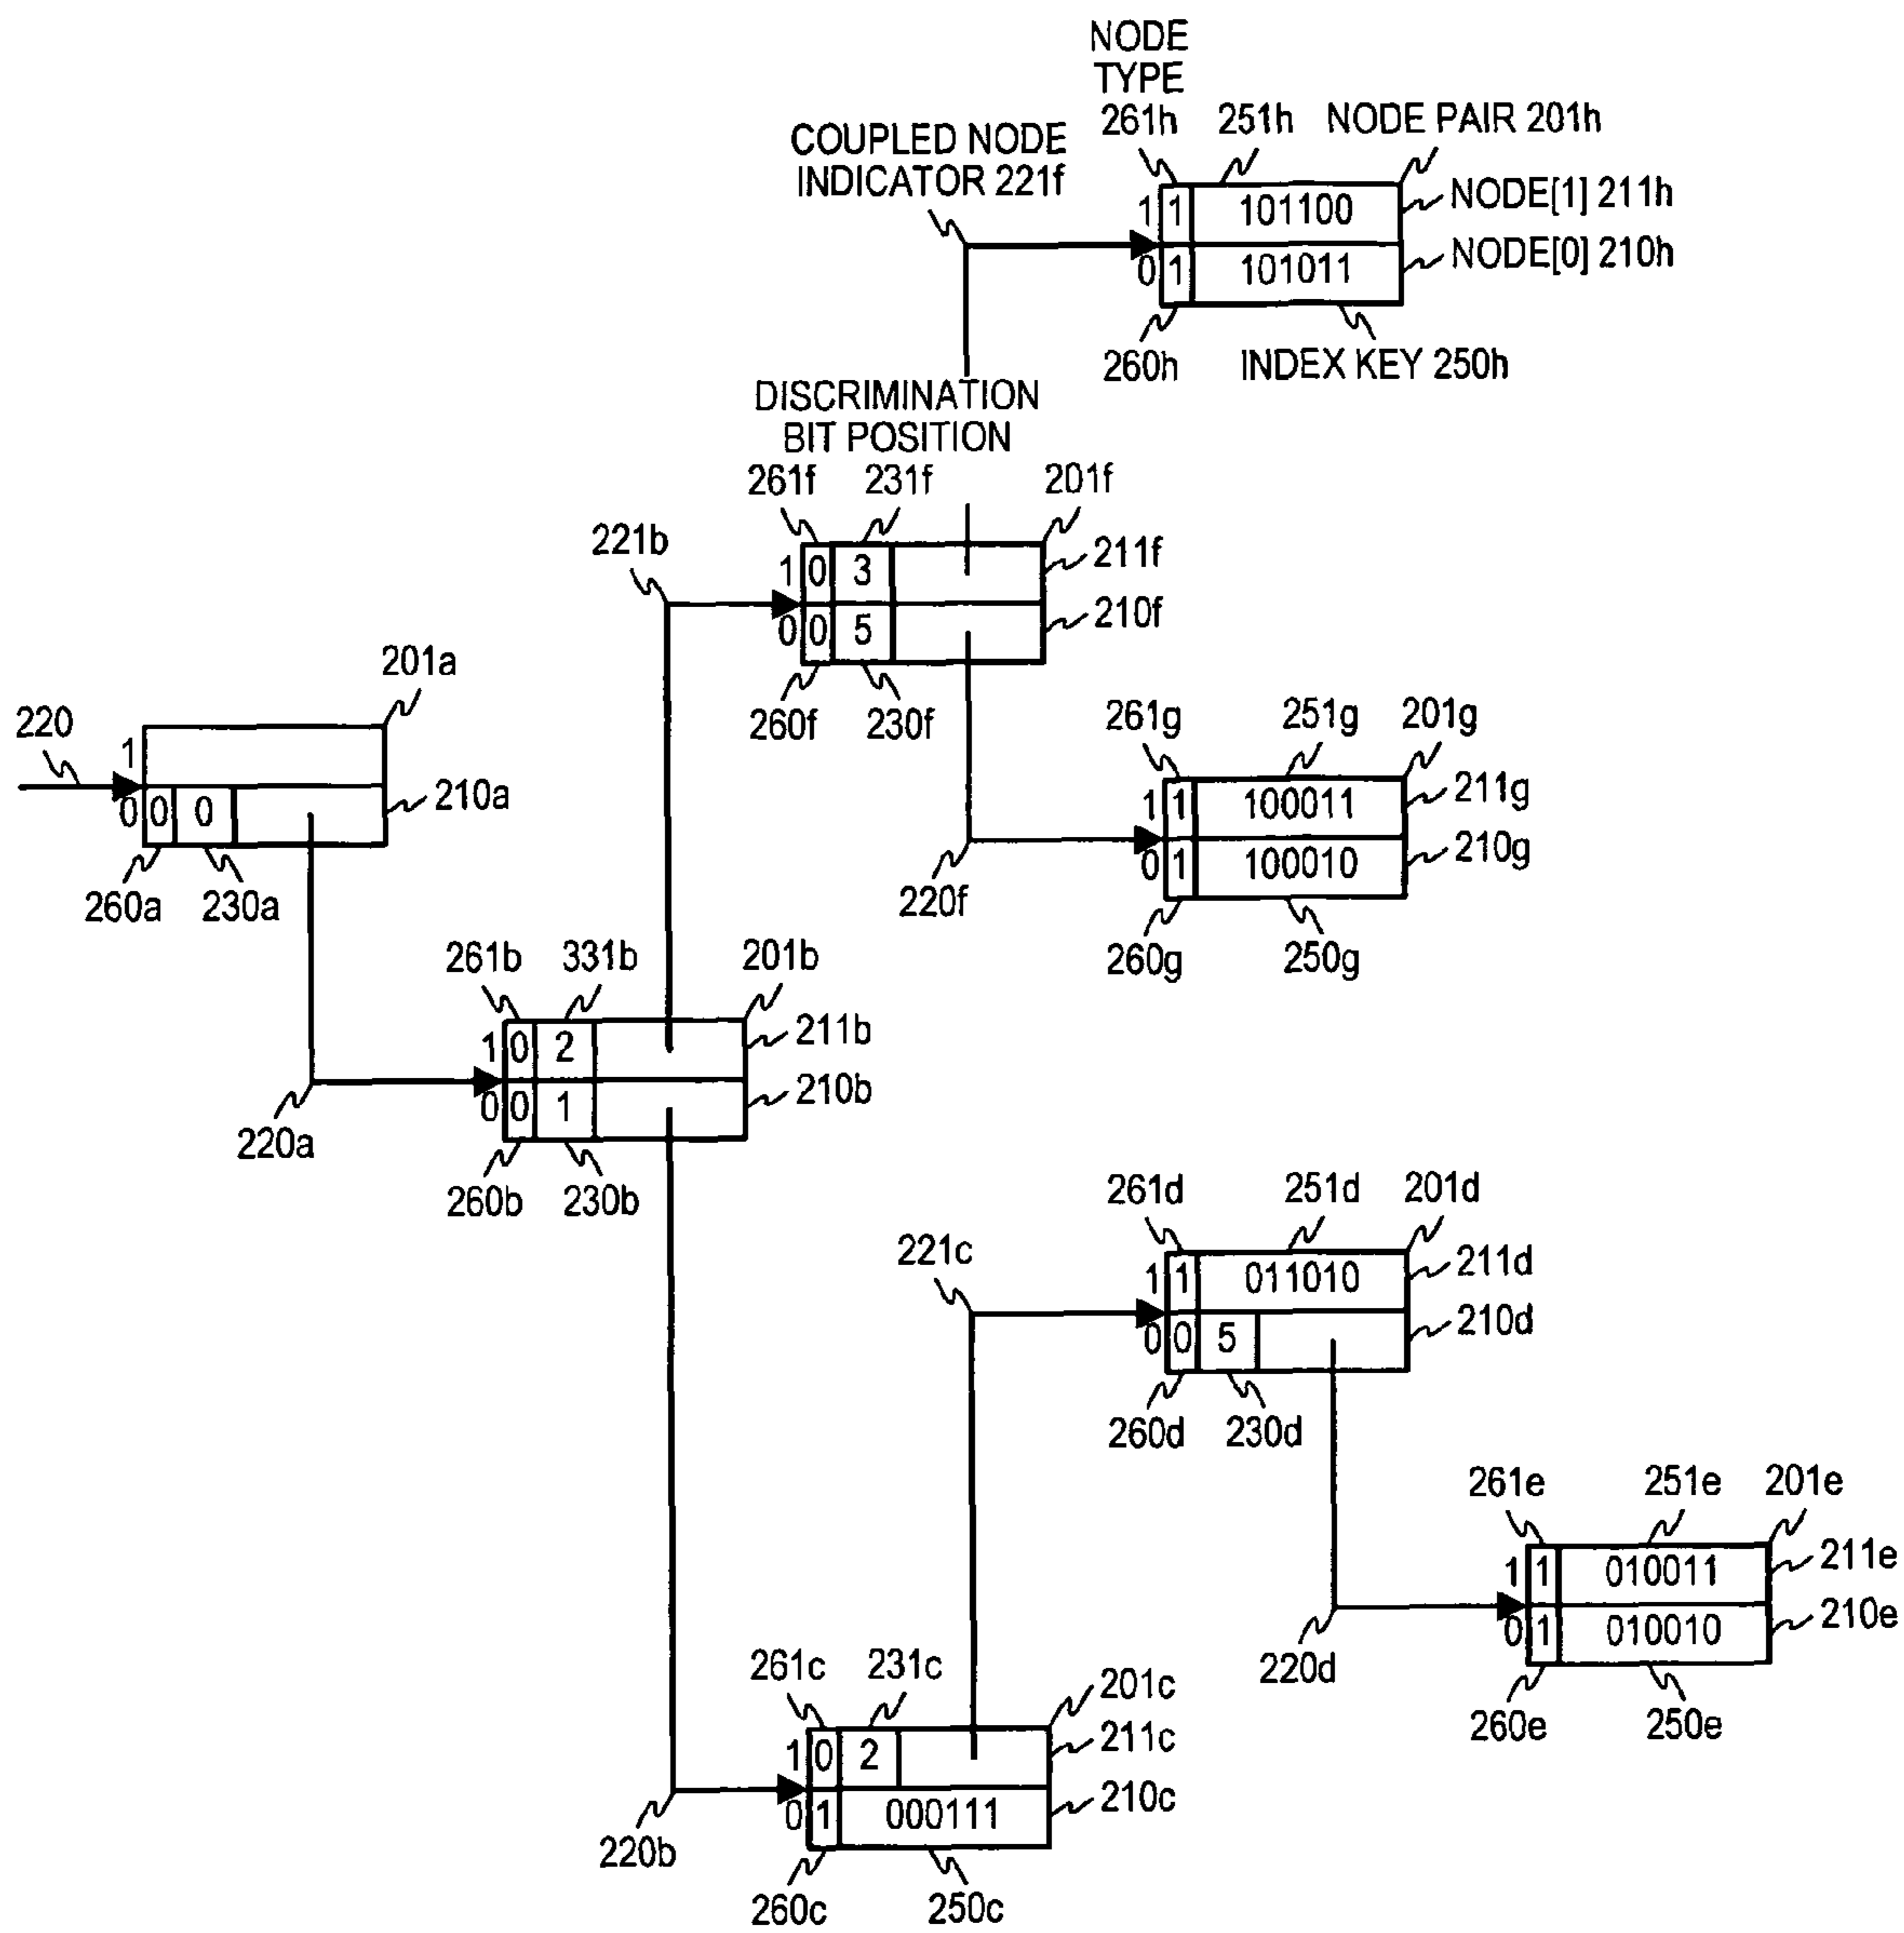 NODE
TYPE
261h 251h NODE PAIR 201h
COUPLED NODE
INDICATOR 221f
1 1 101100 NODE[1] 211h
0 1 101011 NODE[0] 210h
260h INDEX KEY 250h
DISCRIMINATION
BIT POSITION
261f 231f 201f
221b
1 0 3 211f
0 0 5 210f
260f 230f
201a
220
1
0 0 0 210a
260a 230a
261g 251g 201g
1 1 100011 211g
0 1 100010 210g
220f
260g 250g
261b 331b 201b
1 0 2 211b
0 0 1 210b
220a
260b 230b
261d 251d 201d
221c
1 1 011010 211d
0 0 5 210d
260d 230d
261e 251e 201e
1 1 010011 211e
0 1 010010 210e
220d
260e 250e
261c 231c 201c
1 0 2 211c
0 1 000111 210c
220b
260c 250c